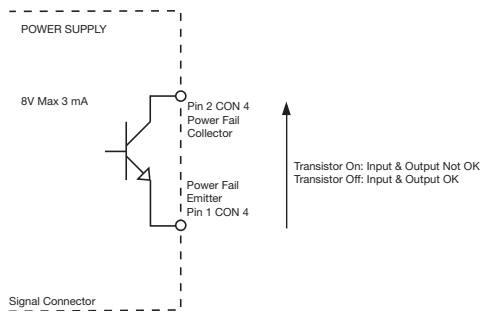 POWER SUPPLY
8V Max 3 mA
Pin 2 CON 4
Power Fail
Collector
Transistor On: Input & Output Not OK
Transistor Off: Input & Output OK
Power Fail
Emitter
Pin 1 CON 4
Signal Connector